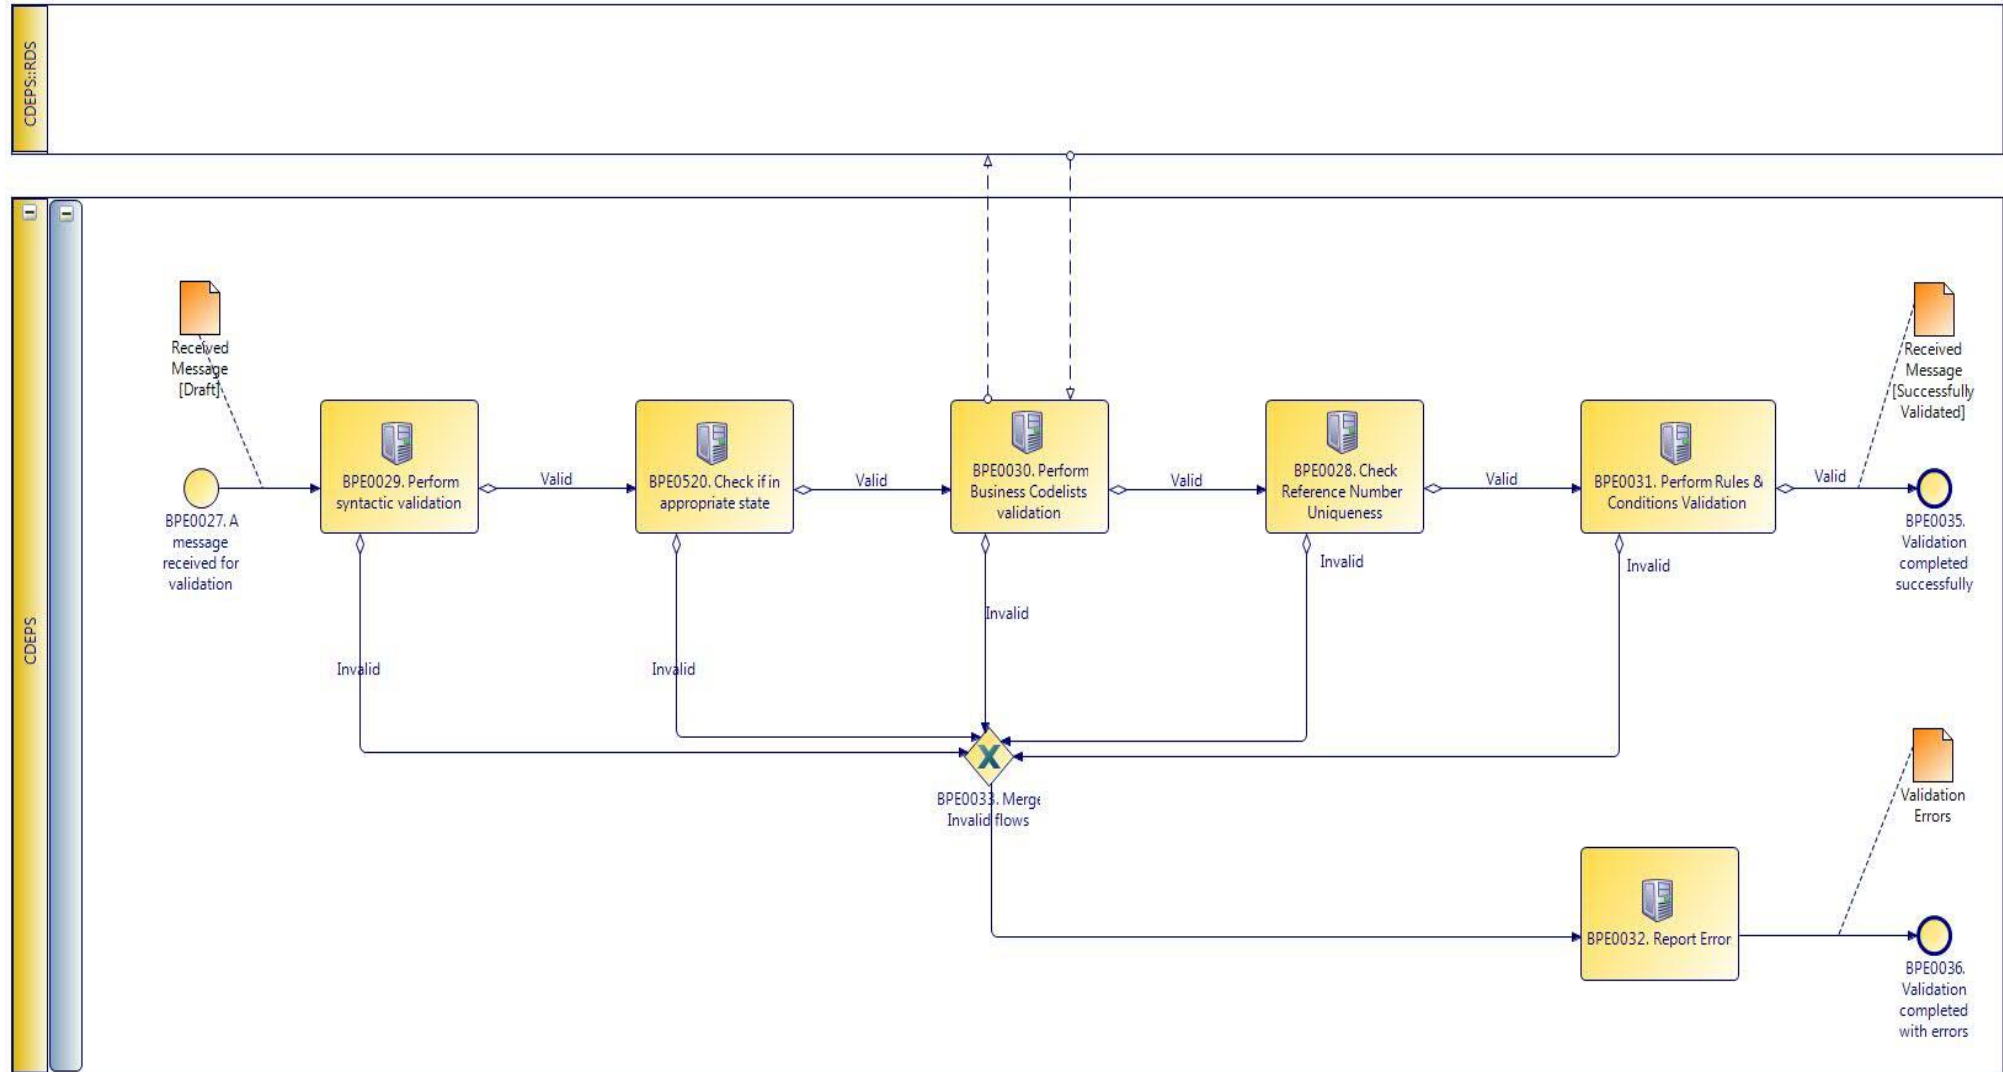 CDEPS::RDS
CDEPS
Received
Message
[Draft]
BPE0027. A
message
received for
validation
BPE0029. Perform
syntactic validation
Valid
Invalid
BPE0520. Check if in
appropriate state
Valid
Invalid
BPE0030. Perform
Business Codelists
validation
Valid
Invalid
BPE0028. Check
Reference Number
Uniqueness
Valid
Invalid
BPE0031. Perform Rules &
Conditions Validation
Valid
Invalid
Received
Message
[Successfully
Validated]
BPE0035.
Validation
completed
successfully
X
BPE0033. Merge
Invalid flows
BPE0032. Report Error
Validation
Errors
BPE0036.
Validation
completed
with errors